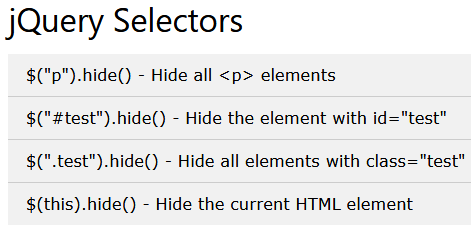 jQuery Selectors
$("p").hide() - Hide all <p> elements
$("#test").hide() - Hide the element with id="test"
$(".test").hide() - Hide all elements with class="test"
$(this).hide() - Hide the current HTML element